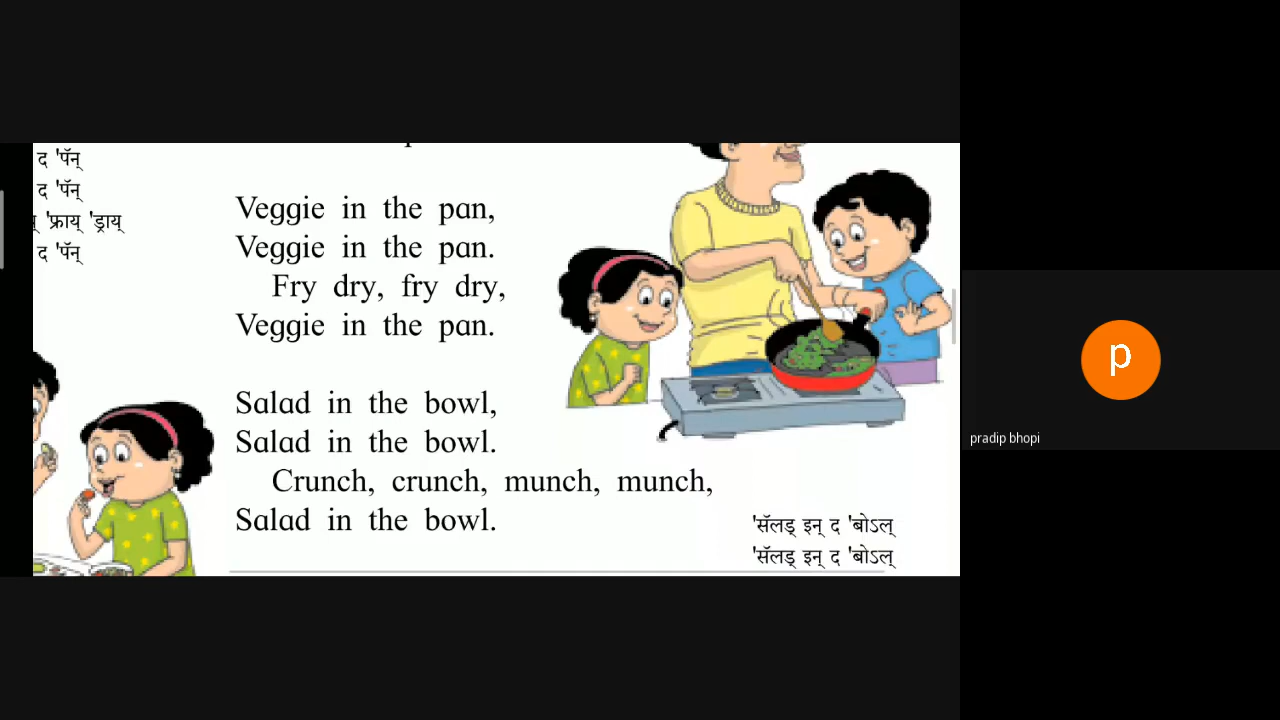 द 'पॅन्
द 'पॅन्
'फ्राय् 'ड्राय्
द 'पॅन्
Veggie in the pan,
Veggie in the pan.
Fry dry, fry dry,
Veggie in the pan.
Salad in the bowl,
Salad in the bowl.
Crunch, crunch, munch, munch,
Salad in the bowl.
'सॅलड् इन् द 'बोऽल्
'सॅलड् इन् द 'बोऽल्
p
pradip bhopi